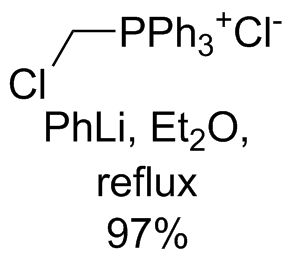 PPh₃⁺Cl⁻
Cl
PhLi, Et₂O,
reflux
97%